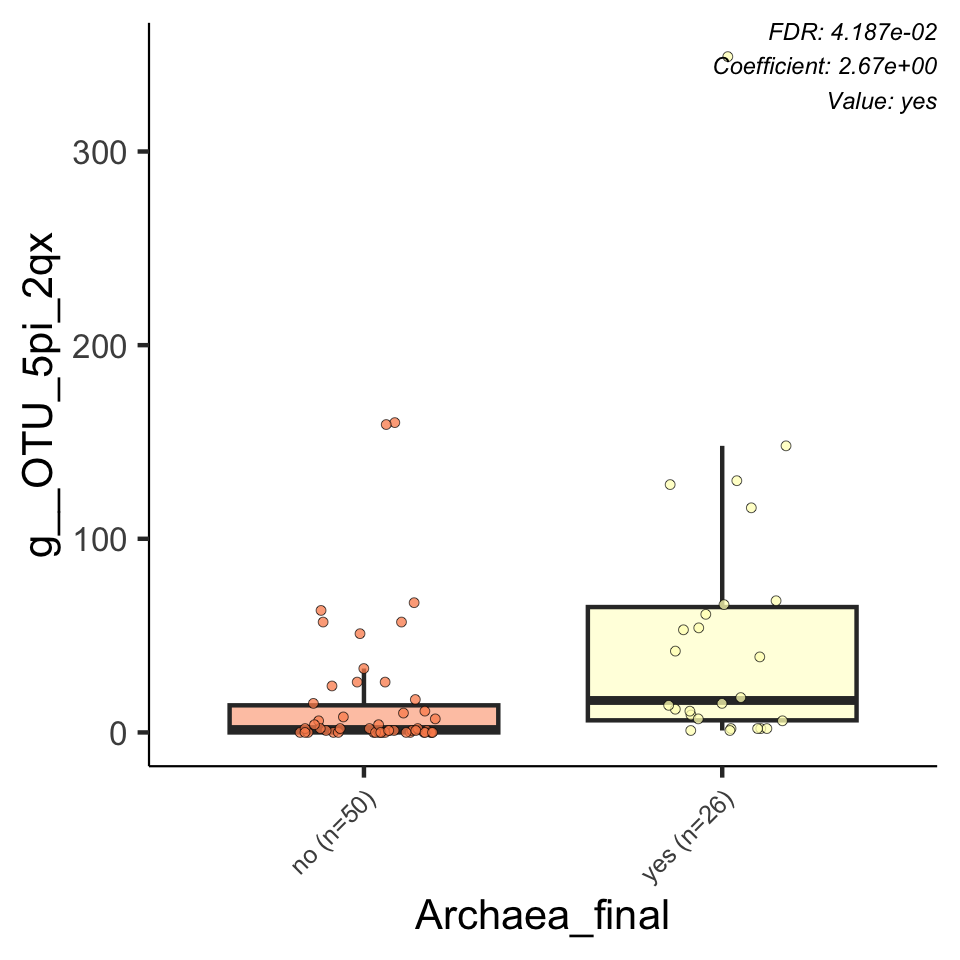 FDR: 4.187e-02
Coefficient: 2.67e+00
Value: yes
g__OTU_5pi_2qx
300
200
100
0
no (n=50)
yes (n=26)
Archaea_final